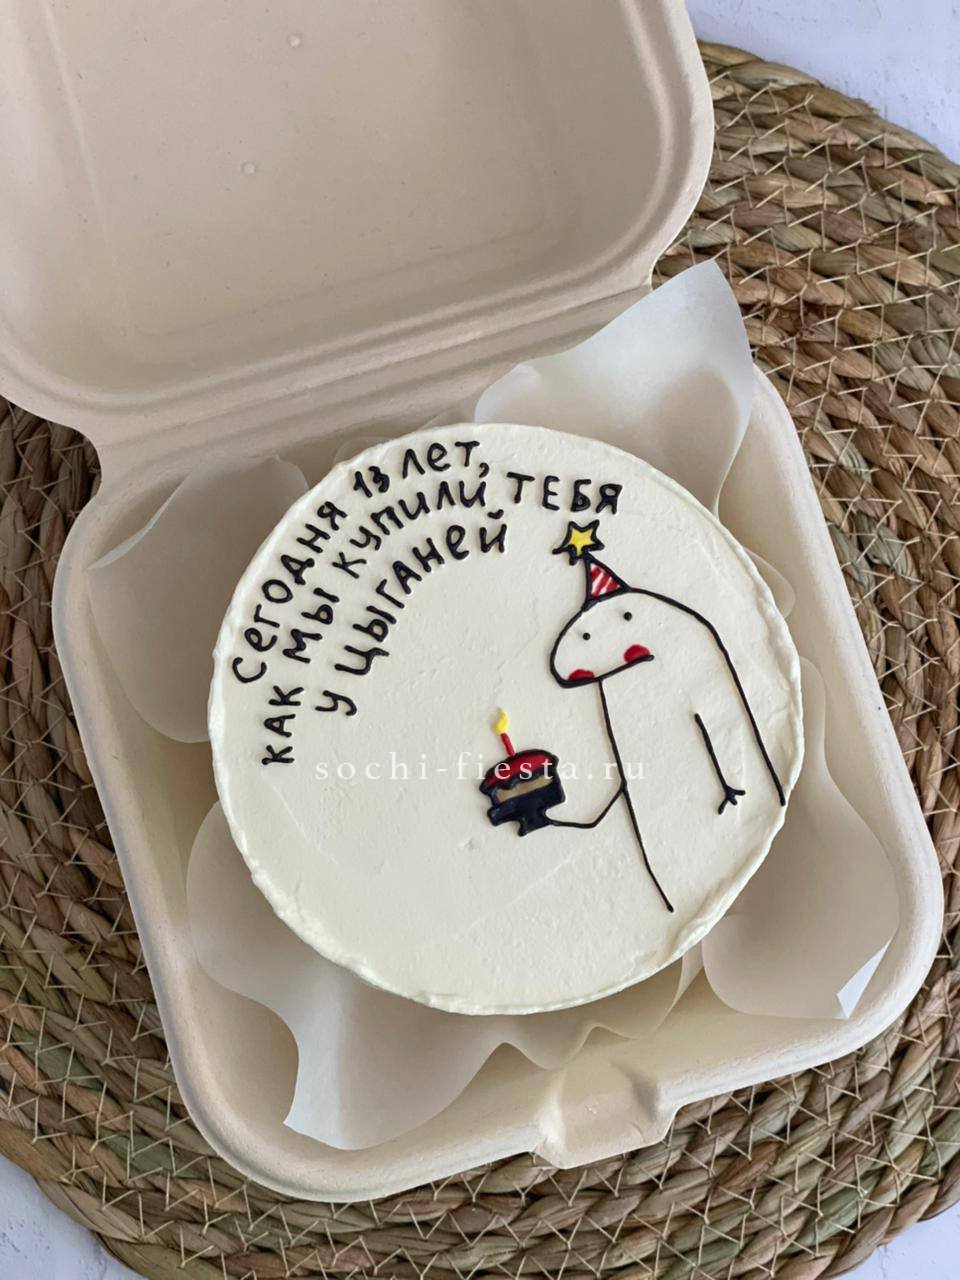 Сегодня 13 лет,
как мы купили тебя
у цыганей
sochi-fiesta.ru